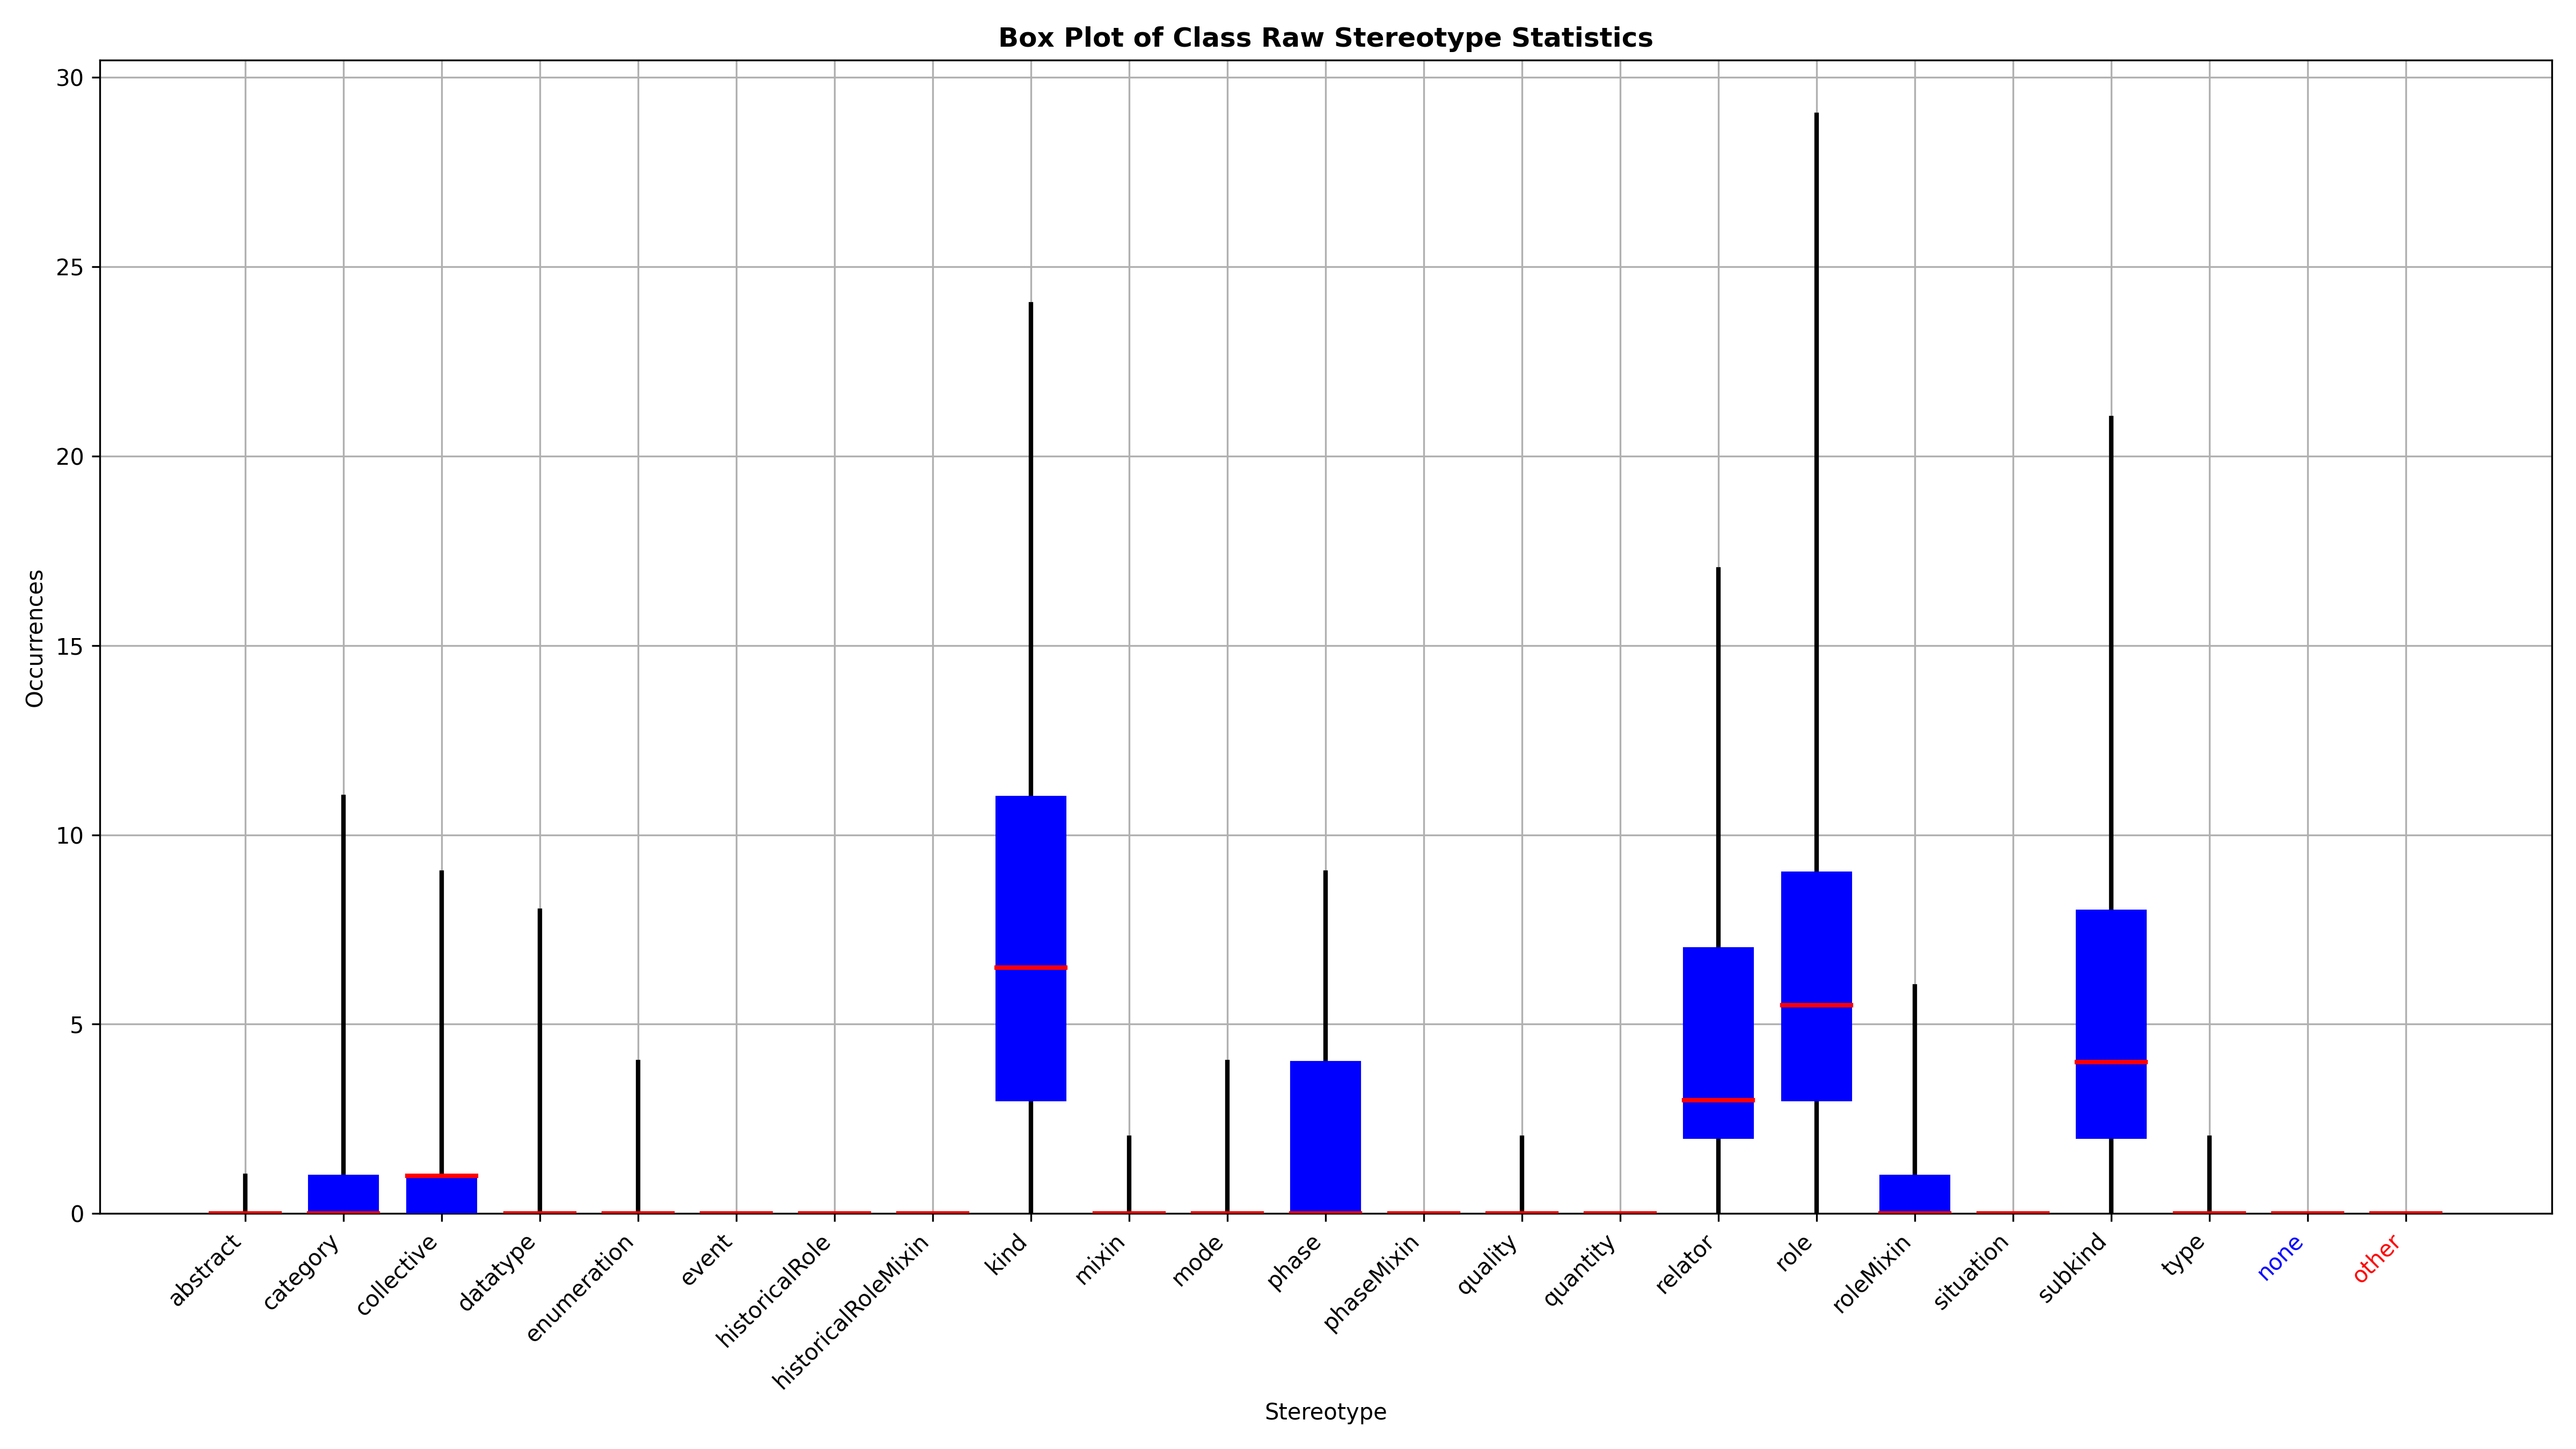 Box Plot of Class Raw Stereotype Statistics
30
25
20
15
10
5
0
Occurrences
abstract
category
collective
datatype
enumeration
event
historicalRole
historicalRoleMixin
kind
mixin
mode
phase
phaseMixin
quality
quantity
relator
role
roleMixin
situation
subkind
type
none
other
Stereotype